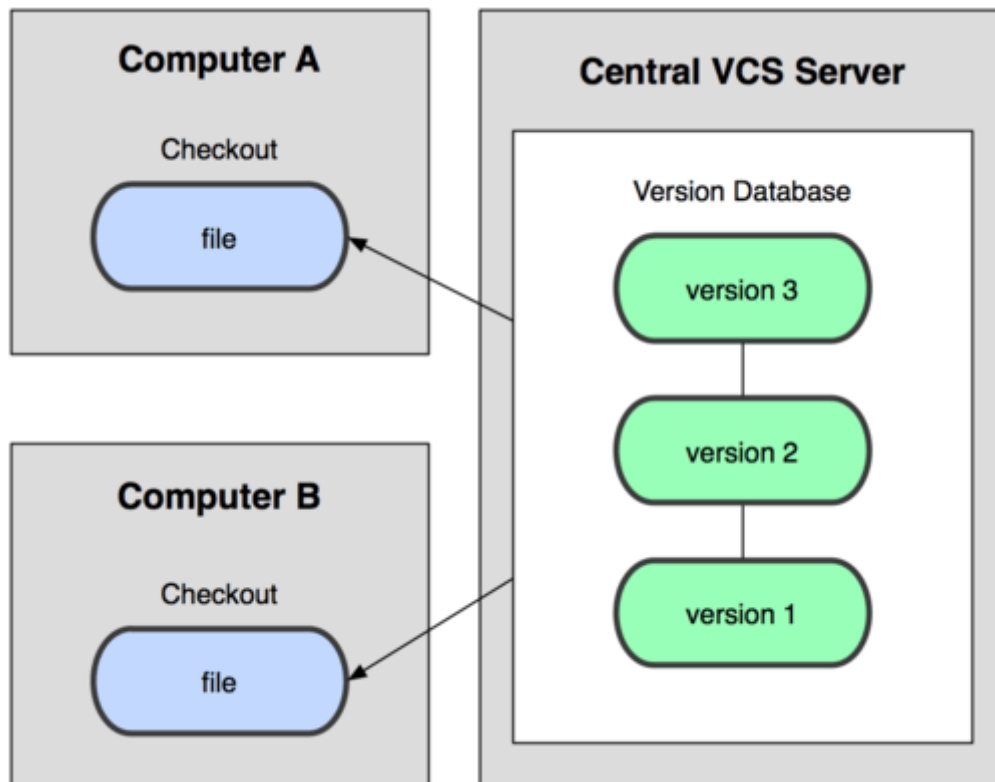 Computer A
Checkout
file
Computer B
Checkout
file
Central VCS Server
Version Database
version 3
version 2
version 1